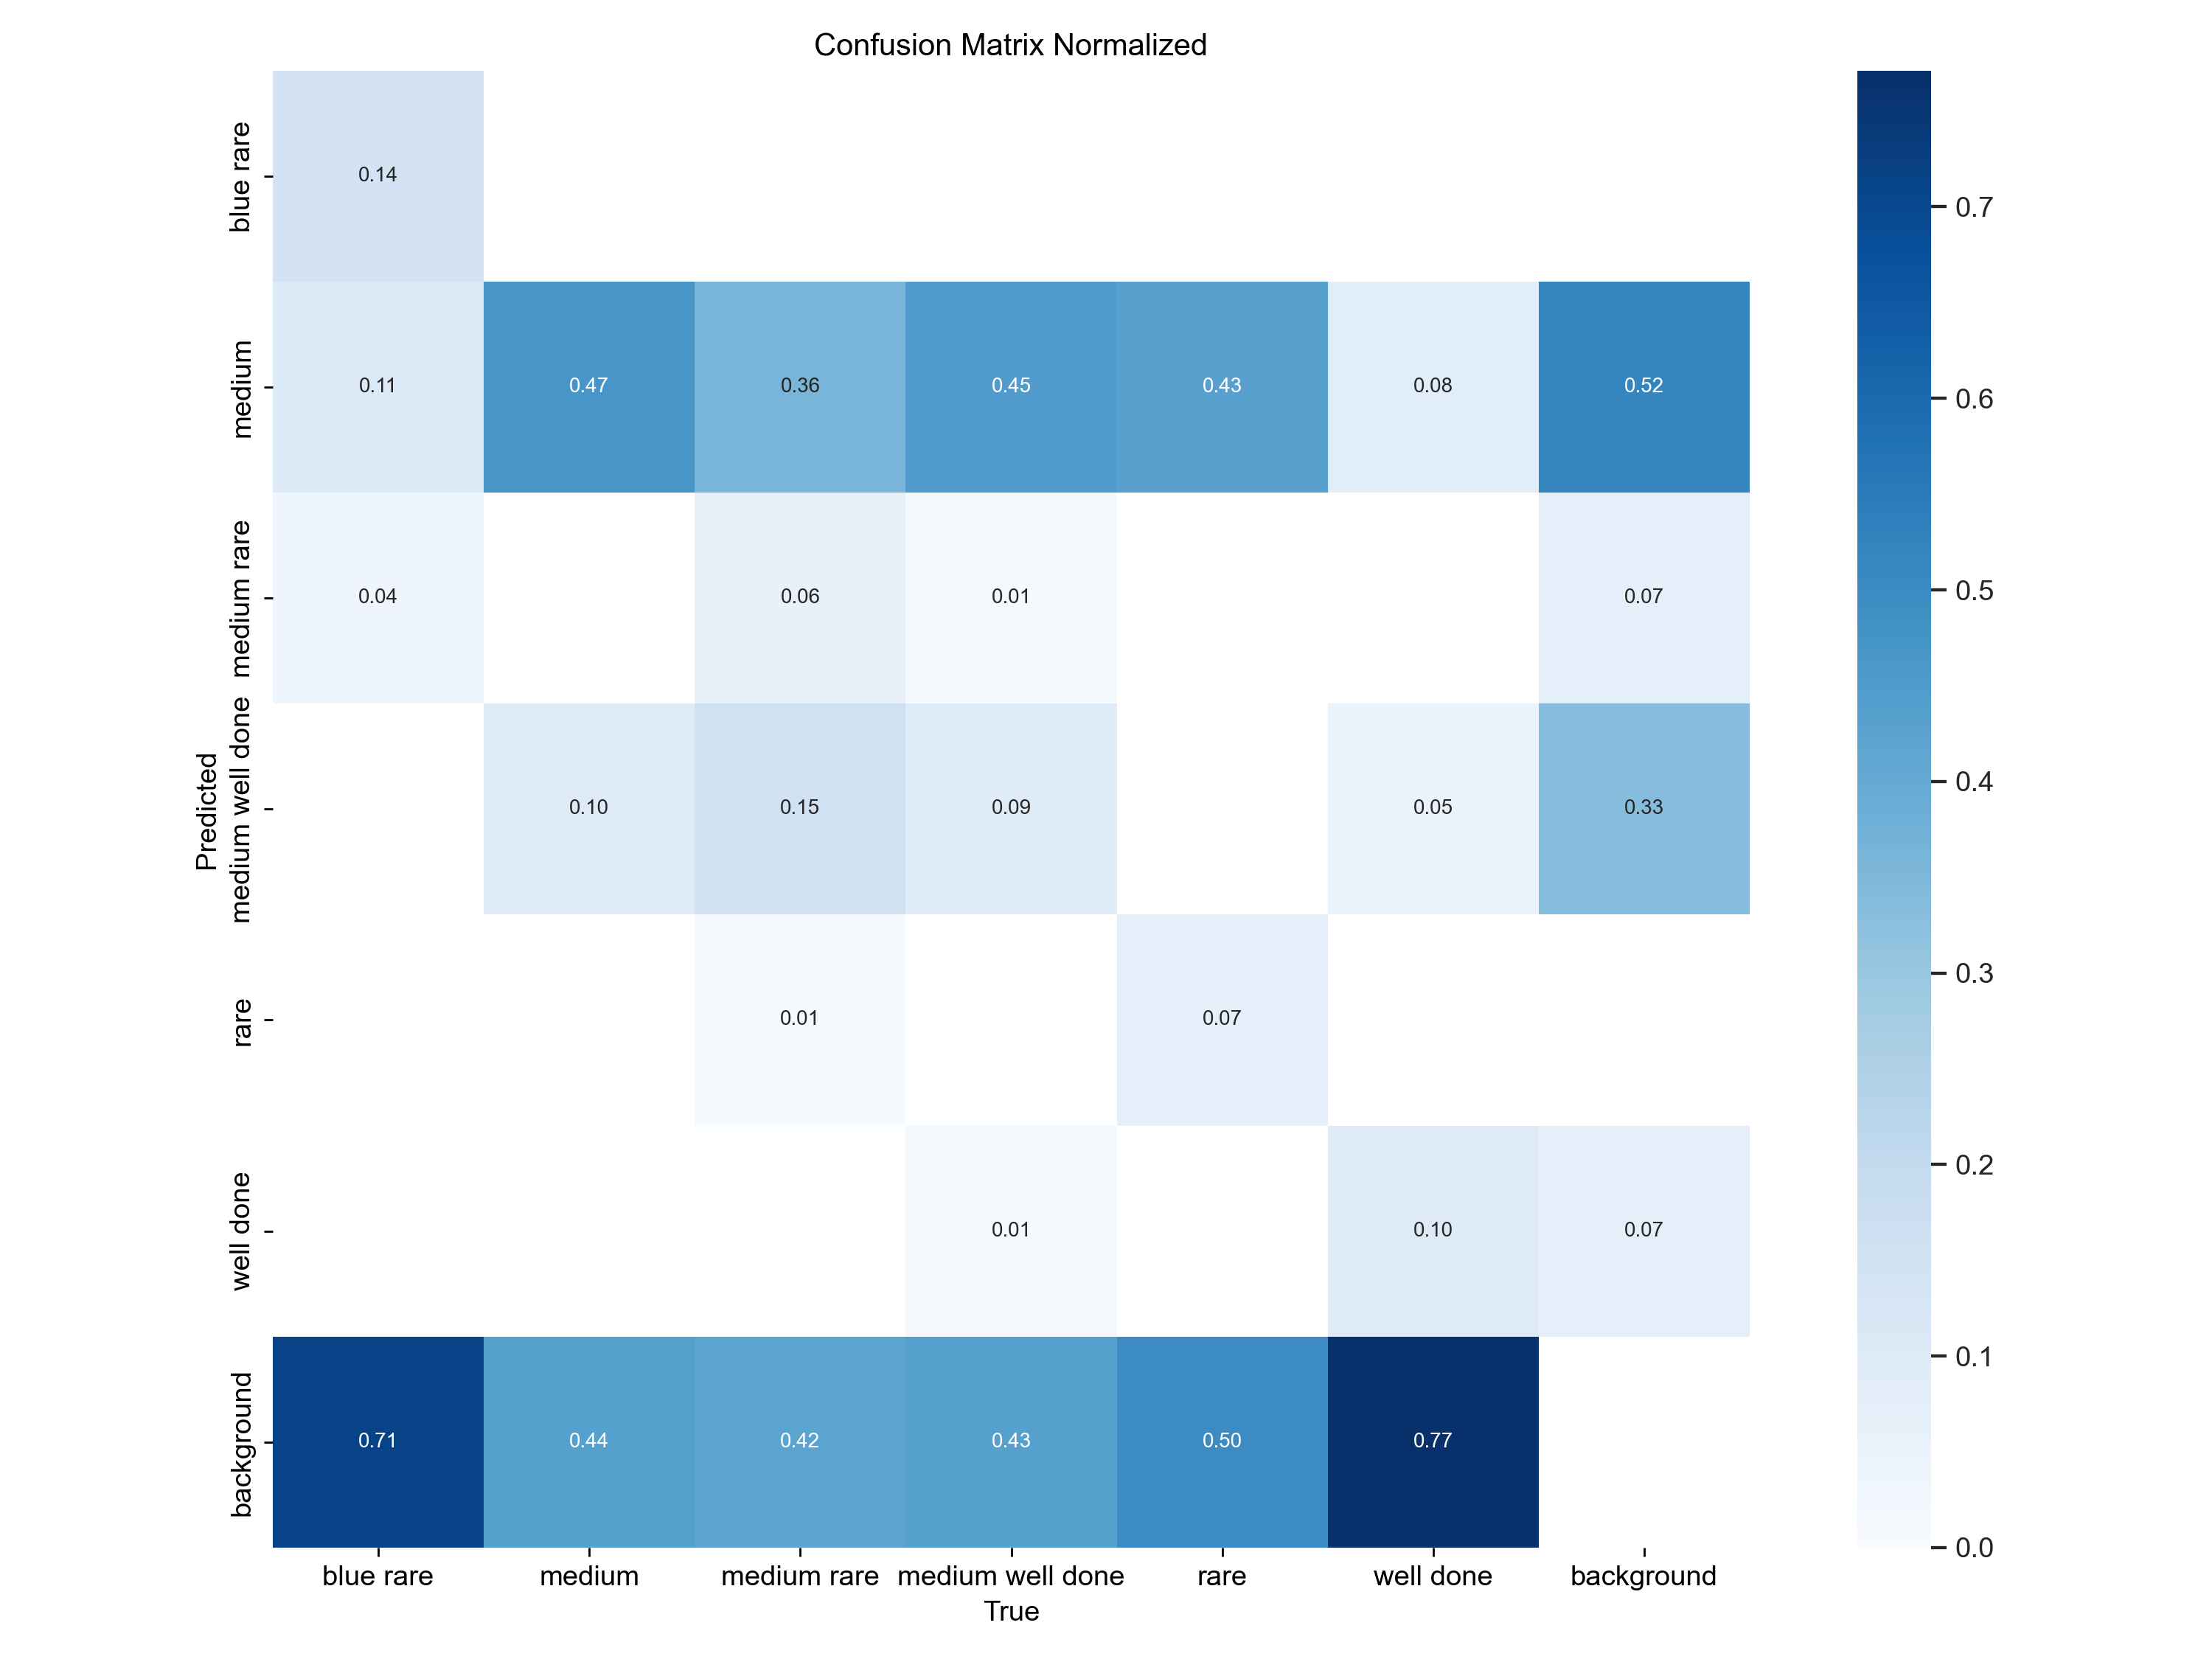 Confusion Matrix Normalized
blue rare
0.14
0.7
medium
0.11 0.47 0.36 0.45 0.43 0.08 0.52
0.6
medium rare
0.04 0.06 0.01 0.07
0.5
Predicted
medium well done
0.10 0.15 0.09 0.05 0.33
0.4
rare
0.01 0.07
0.3
well done
0.01 0.10 0.07
0.2
background
0.71 0.44 0.42 0.43 0.50 0.77
0.1
0.0
blue rare medium medium rare medium well done rare well done background
True